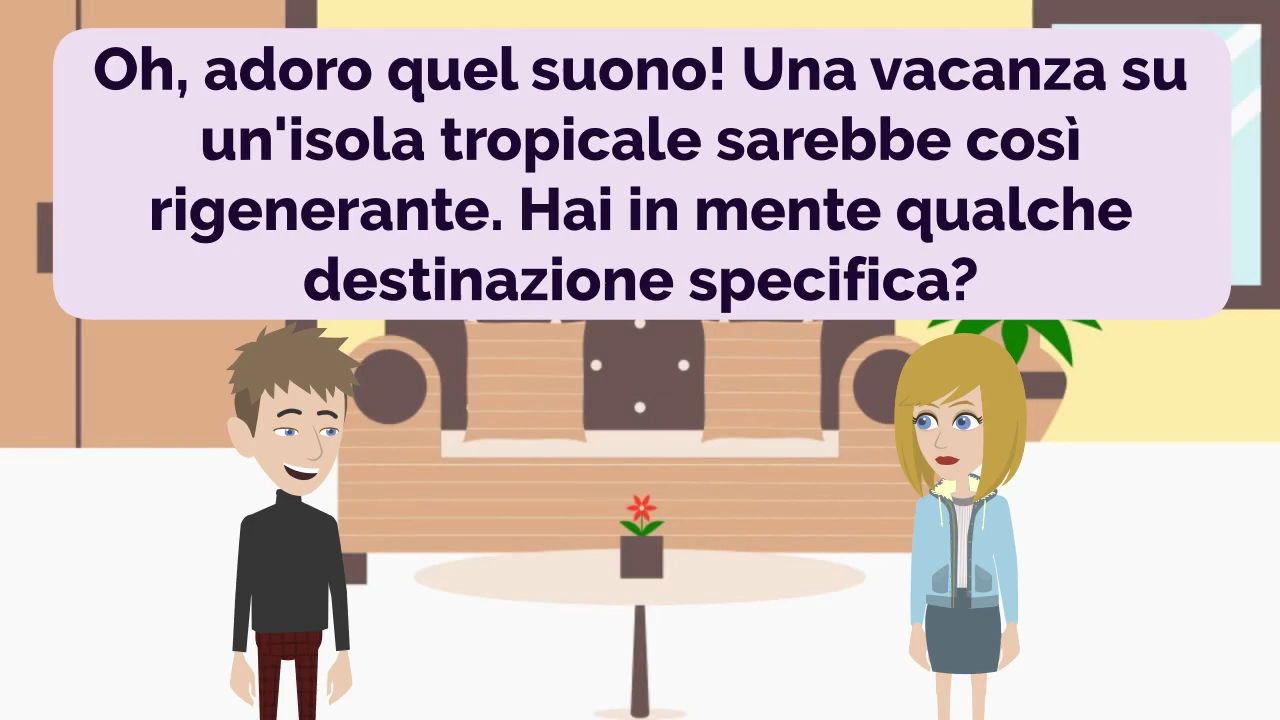 Oh, adoro quel suono! Una vacanza su
un'isola tropicale sarebbe così
rigenerante. Hai in mente qualche
destinazione specifica?